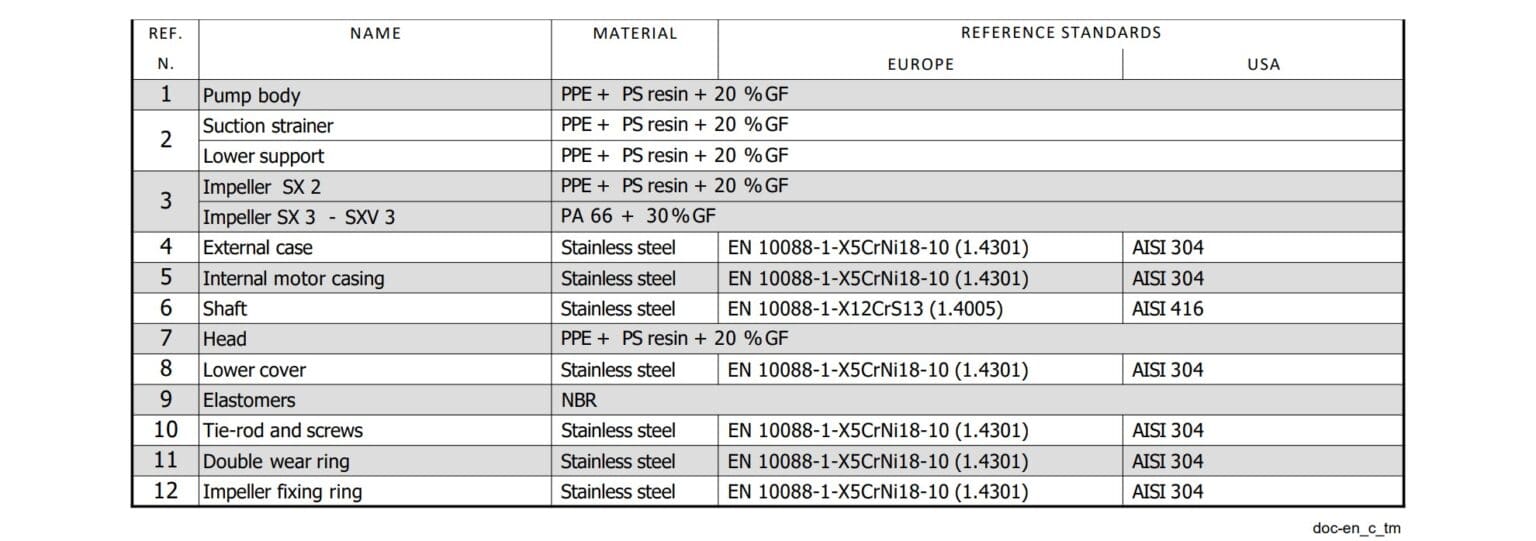 REF. NAME MATERIAL REFERENCE STANDARDS
N. EUROPE USA
1 Pump body PPE + PS resin + 20 %GF
Suction strainer PPE + PS resin + 20 %GF
2
Lower support PPE + PS resin + 20 %GF
Impeller SX 2 PPE + PS resin + 20 %GF
3
Impeller SX 3 - SXV 3 PA 66 + 30%GF
4 External case Stainless steel EN 10088-1-X5CrNi18-10 (1.4301) AISI 304
5 Internal motor casing Stainless steel EN 10088-1-X5CrNi18-10 (1.4301) AISI 304
6 Shaft Stainless steel EN 10088-1-X12CrS13 (1.4005) AISI 416
7 Head PPE + PS resin + 20 %GF
8 Lower cover Stainless steel EN 10088-1-X5CrNi18-10 (1.4301) AISI 304
9 Elastomers NBR
10 Tie-rod and screws Stainless steel EN 10088-1-X5CrNi18-10 (1.4301) AISI 304
11 Double wear ring Stainless steel EN 10088-1-X5CrNi18-10 (1.4301) AISI 304
12 Impeller fixing ring Stainless steel EN 10088-1-X5CrNi18-10 (1.4301) AISI 304
doc-en_c_tm